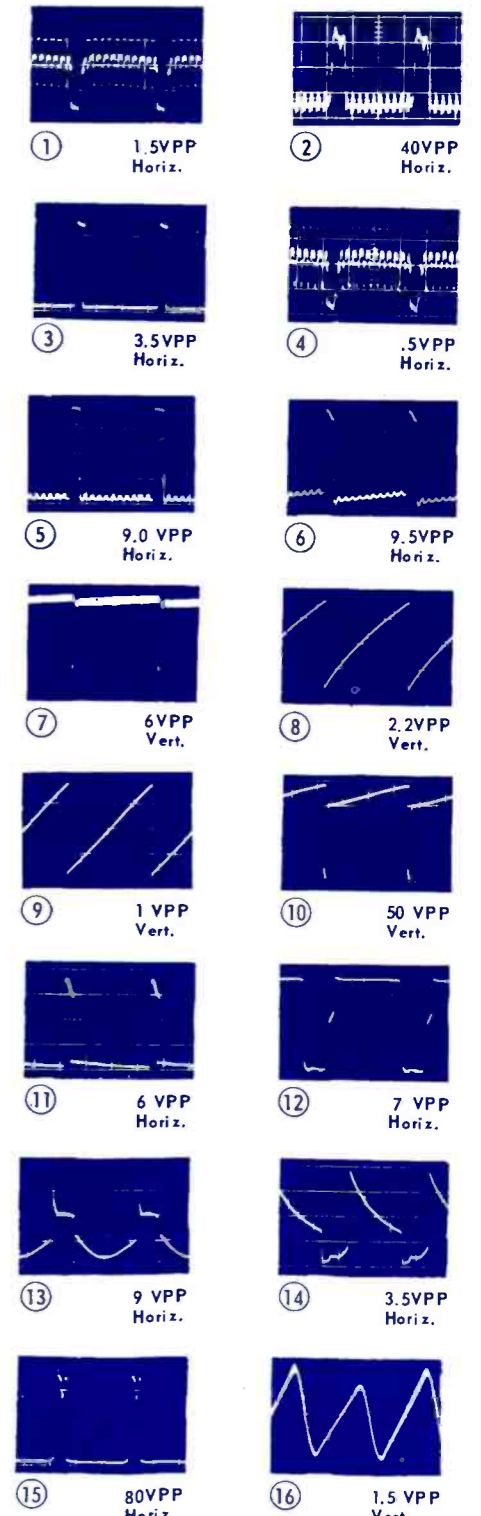 1 1.5VPP
Horiz.
2 40VPP
Horiz.
3 3.5VPP
Horiz.
4 .5VPP
Horiz.
5 9.0 VPP
Horiz.
6 9.5VPP
Horiz.
7 6VPP
Vert.
8 2.2VPP
Vert.
9 1 VPP
Vert.
10 50 VPP
Vert.
11 6 VPP
Horiz.
12 7 VPP
Horiz.
13 9 VPP
Horiz.
14 3.5VPP
Horiz.
15 80VPP
Horiz.
16 1.5 VPP
Vert.